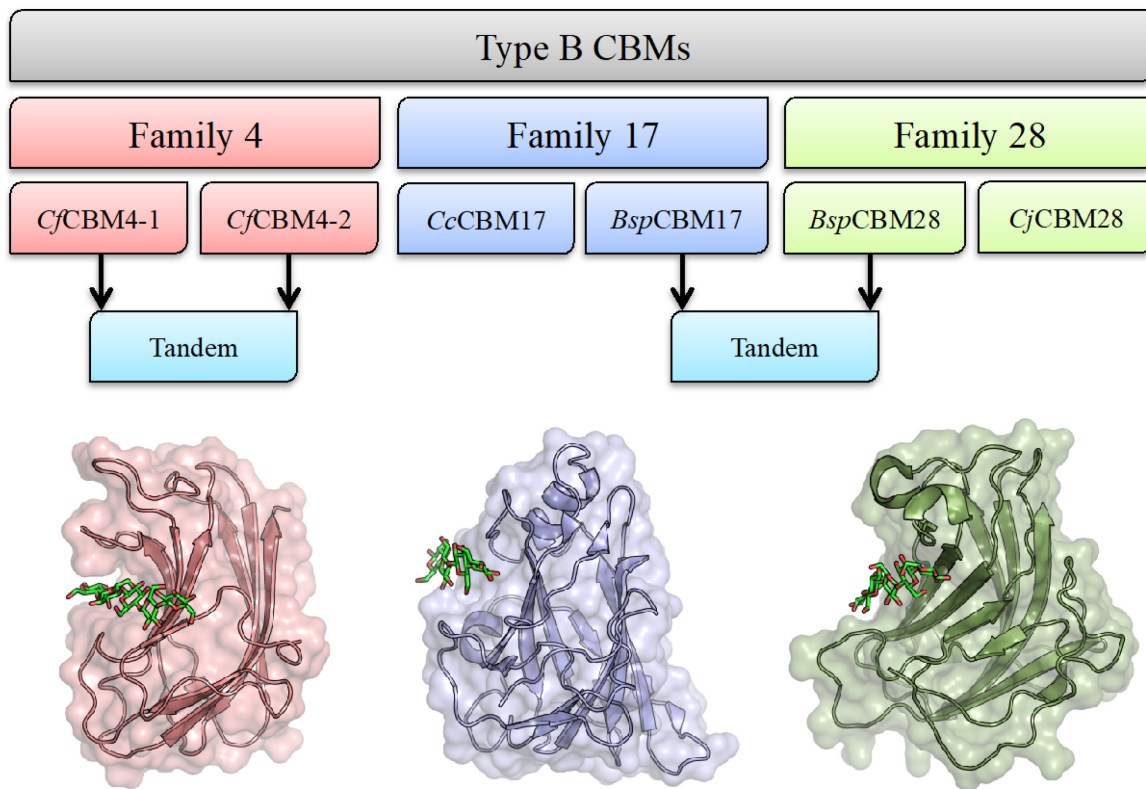 Type B CBMs
Family 4
Family 17
Family 28
CfCBM4-1
CfCBM4-2
CcCBM17
BspCBM17
BspCBM28
CjCBM28
Tandem
Tandem